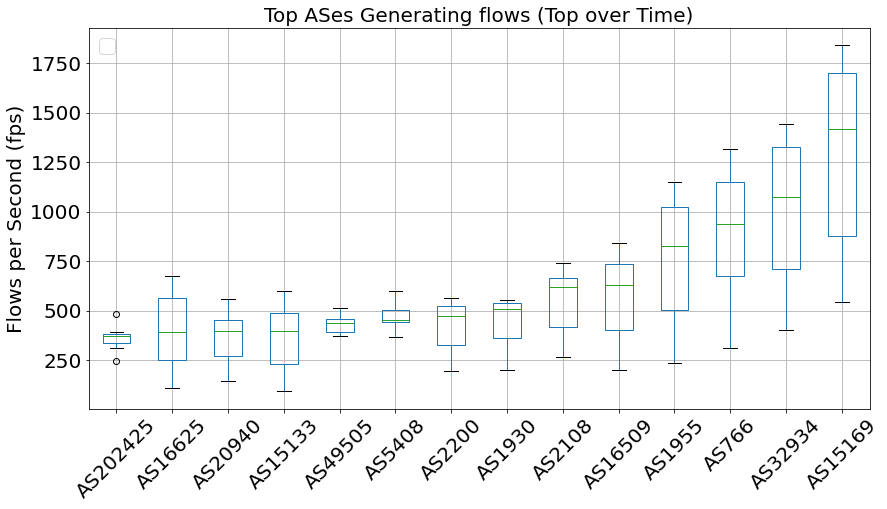 Top ASes Generating flows (Top over Time)
Flows per Second (fps)
1750
1500
1250
1000
750
500
250
AS202425
AS16625
AS20940
AS15133
AS49505
AS5408
AS2200
AS1930
AS2108
AS16509
AS1955
AS766
AS32934
AS15169